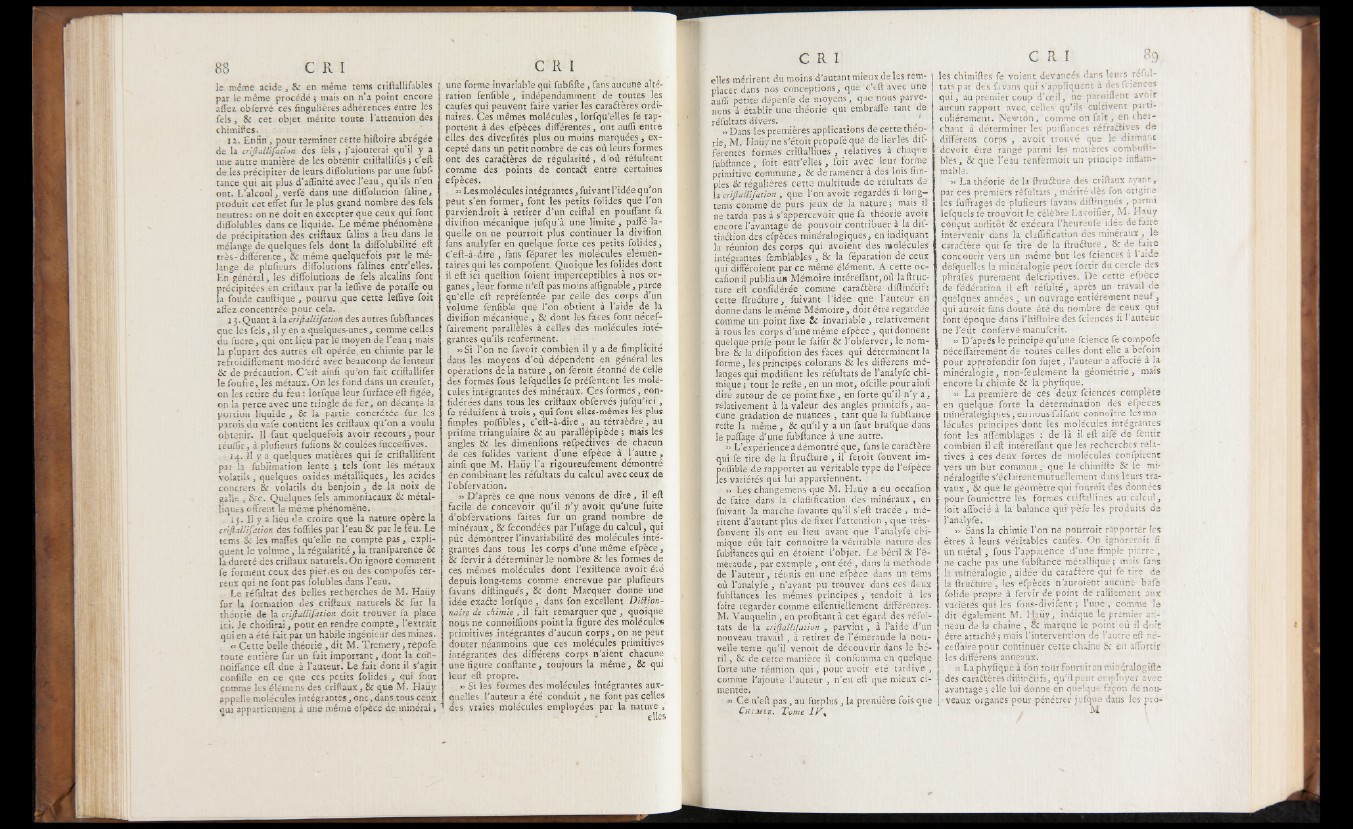 88 C R I C R I
le même acide, & en même tems criſtalliſables
par le même procédé ; mais on n'a point encore
aſſez obſervé ces ſingulières adhérences entre les
ſels, & cet objet mérite toute l'attention des
chimiſtes.
12. Enfin, pour terminer cette hiſtoire abrégée
de la criſtalliſation des ſels, j'ajouterai qu'il y a
une autre manière de les obtenir criſtalliſés ; c'eſt
de les précipiter de leurs diſſolutions par une ſubſ-
tance qui ait plus d'affinité avec l'eau, qu'ils n'en
ont. L'alcool, verſé dans une diſſolution ſaline,
produit cet effet ſur le plus grand nombre des ſels
neutres : on ne doit en excepter que ceux qui ſont
diſſolubles dans ce liquide. Le même phénomène
de précipitation des criſtaux ſalins a lieu dans le
mélange de quelques ſels dont la diſſolubilité eſt
très-différente, & même quelquefois par le mé-
lange de pluſieurs diſſolutions ſalines entr'elles.
En général, les diſſolutions de ſels alcalins ſont
précipitées en criſtaux par la leſſive de potaſſe ou
la ſoude cauſtique, pourvu que cette leſſive ſoit
aſſez concentrée pour cela.
13. Quant à la criſtalliſation des autres ſubſtances
que les ſels, il y en a quelques-unes, comme celles
du ſucre, qui ont lieu par le moyen de l'eau ; mais
la plupart des autres eſt opérée en chimie par le
refroidiſſement modéré avec beaucoup de lenteur
& de précaution. C'eſt ainſi qu'on fait criſtalliſer
le ſoufre, les métaux. On les fond dans un creuſet,
on les retire du feu : lorſque leur ſurface eſt figée,
on la perce avec une tringle de fer, on décante la
portion liquide, & la partie concrétée ſur les
parois du vaſe contient les criſtaux qu'on a voulu
obtenir. Il faut quelquefois avoir recours, pour
réuſſir, à pluſieurs fuſions & coulées ſucceſſives.
14. Il y a quelques matières qui ſe criſtalliſent
par la ſublimation lente ; tels ſont les métaux
volatils, quelques oxides métalliques, les acides
concrets & volatils du benjoin, de la noix de
galle, &c. Quelques ſels ammoniacaux & métal-
liques offrent le même phénomène.
15. Il y a lieu de croire que la nature opère la
criſtalliſation des foſſiles par l'eau & par le feu. Le
tems & les maſſes qu'elle ne compte pas, expli-
quent le volume, la régularité, la tranſparence &
la dureté des criſtaux naturels. On ignore comment
ſe forment ceux des pierres ou des compoſés ter-
reux qui ne ſont pas ſolubles dans l'eau.
Le réſultat des belles recherches de M. Haüy
ſur la formation des criſtaux naturels & ſur la
théorie de la criſtalliſation doit trouver ſa place
ici. Je choiſirai, pour en rendre compte, l'extrait
qui en a été fait par un habile ingénieur des mines.
« Cette belle théorie, dit M. Tremery, repoſe
toute entière ſur un fait important, dont la con-
noiſſance eſt due à l'auteur. Le fait dont il s'agit
conſiſte en ce que ces petits ſolides, qui ſont
comme les élémens des criſtaux, & que M. Haüy
appelle molécules intégrantes, ont, dans tous ceux
qui appartiennent à une même eſpèce de minéral,
une forme invariable qui ſubſiſte, ſans aucune alté-
ration ſenſible, indépendamment de toutes les
cauſes qui peuvent faire varier les caractères ordi-
naires. Ces mêmes molécules, lorſqu'elles ſe rap-
portent à des eſpèces différentes, ont auſſi entre
elles des diverſités plus ou moins marquées, ex-
cepté dans un petit nombre de cas où leurs formes
ont des caractères de régularité, d'où réſultent
comme des points de contact entre certaines
eſpèces.
» Les molécules intégrantes, ſuivant l'idée qu'on
peut s'en former, ſont les petits ſolides que l'on
parviendroit à retirer d'un criſtal en pouſſant ſa
diviſion mécanique juſqu'à une limite, paſſé la-
quelle on ne pourroit plus continuer la diviſion
ſans analyſer en quelque ſorte ces petits ſolides,
c'eſt-à-dire, ſans ſéparer les molécules élémen-
taires qui les compoſent. Quoique les ſolides dont
il eſt ici queſtion ſoient imperceptibles à nos or-
ganes, leur forme n'eſt pas moins aſſignable, parce
qu'elle eſt repréſentée par celle des corps d'un
volume ſenſible que l'on obtient à l'aide de la
diviſion mécanique, & dont les faces ſont néceſ-
ſairement parallèles à celles des molécules inté-
grantes qu'ils renferment.
» Si l'on ne ſavoit combien il y a de ſimplicité
dans les moyens d'où dépendent en général les
opérations de la nature, on ſeroit étonné de celle
des formes ſous leſquelles ſe préſentent les molé-
cules intégrantes des minéraux. Ces formes, con-
ſidérées dans tous les criſtaux obſervés juſqu'ici,
ſe réduiſent à trois, qui ſont elles-mêmes les plus
ſimples poſſibles, c'eſt-à-dire, au tétraèdre, au
priſme triangulaire & au parallépipède ; mais les
angles & les dimenſions reſpectives de chacun
de ces ſolides varient d'une eſpèce à l'autre,
ainſi que M. Haüy l'a rigoureuſement démontré
en combinant les réſultats du calcul avec ceux de
l'obſervation.
» D'après ce que nous venons de dire, il eſt
facile de concevoir qu'il n'y avoit qu'une ſuite
d'obſervations faites ſur un grand nombre de
minéraux, & fécondées par l'uſage du calcul, qui
pût démontrer l'invariabilité des molécules inté-
grantes dans tous les corps d'une même eſpèce,
& ſervir à déterminer le nombre & les formes de
ces mêmes molécules dont l'exiſtence avoit été
depuis long-tems comme entrevue par pluſieurs
ſavans diſtingués, & dont Macquer donne une
idée exacte lorſque, dans ſon excellent Diction-
naire de chimie, il fait remarquer que, quoique
nous ne connoiſſions point la figure des molécules
primitives intégrantes d'aucun corps, on ne peut
douter néanmoins que ces molécules primitives
intégrantes des différens corps n'aient chacune
une figure conſtante, toujours la même, & qui
leur eſt propre.
» Si les formes des molécules intégrantes aux-
quelles l'auteur a été conduit, ne ſont pas celles
des vraies molécules employées par la nature,
elles
C R I C R I 89
elles méritent du moins d'autant mieux de les rem-
placer dans nos conceptions, que c'eſt avec une
auſſi petite dépenſe de moyens, que nous parve-
nons à établir une théorie qui embraſſe tant de
réſultats divers.
» Dans les premières applications de cette théo-
rie, M. Haüy ne s'étoit propoſé que de lier les dif-
férentes formes criſtallines, relatives à chaque
ſubſtance, ſoit entr'elles, ſoit avec leur forme
primitive commune, & de ramener à des lois ſim-
ples & régulières cette multitude de réſultats de
la criſtalliſation, que l'on avoit regardés ſi long-
tems comme de purs jeux de la nature ; mais il
ne tarda pas à s'appercevoir que ſa théorie avoit
encore l'avantage de pouvoir contribuer à la diſ-
tinction des eſpèces minéralogiques, en indiquant
la réunion des corps qui avoient des molécules
intégrantes ſemblables, & la ſéparation de ceux
qui différoient par ce même élément. A cette oc-
caſion il publia un Mémoire intéreſſant, où la ſtruc-
ture eſt conſidérée comme caractère diſtinctif :
cette ſtructure, ſuivant l'idée que l'auteur en
donne dans le même Mémoire, doit être regardée
comme un point fixe & invariable, relativement
à tous les corps d'une même eſpèce, qui donnent
quelque priſe pour le ſaiſir & l'obſerver, le nom-
bre & la diſpoſition des faces qui déterminent la
forme, les principes colorans & les différens mé-
langes qui modifient les réſultats de l'analyſe chi-
mique ; tout le reſte, en un mot, oſcille pour ainſi
dire autour de ce point fixe, en ſorte qu'il n'y a,
relativement à la valeur des angles primitifs, au-
cune gradation de nuances, tant que la ſubſtance
reſte la même, & qu'il y a un ſaut bruſque dans
le paſſage d'une ſubſtance à une autre.
» L'expérience a démontré que, ſans le caractère
qui ſe tire de la ſtructure, il ſeroit ſouvent im-
poſſible de rapporter au véritable type de l'eſpèce
les variétés qui lui appartiennent.
» Les changemens que M. Haüy a eu occaſion
de faire dans la claſſification des minéraux, en
ſuivant la marche ſavante qu'il s'eſt tracée, mé-
ritent d'autant plus de fixer l'attention, que très-
ſouvent ils ont eu lieu avant que l'analyſe chi-
mique eût fait connoître la véritable nature des
ſubſtances qui en étoient l'objet. Le béril & l'é-
meraude, par exemple, ont été, dans la méthode
de l'auteur, réunis en une eſpèce dans un tems
où l'analyſe, n'ayant pu trouver dans ces deux
ſubſtances les mêmes principes, tendoit à les
faire regarder comme eſſentiellement différentes.
M. Vauquelin, en profitant à cet égard des réſul-
tats de la criſtalliſation, parvint, à l'aide d'un
nouveau travail, à retirer de l'émeraude la nou-
velle terre qu'il venoit de découvrir dans le bé-
ril, & de cette manière il conſomma en quelque
ſorte une réunion qui, pour avoir été tardive,
comme l'ajoute l'auteur, n'en eſt que mieux ci-
mentée.
» Ce n'eſt pas, au ſurplus, la première fois que
CHIMIE. Tome IV.
les chimiſtes ſe voient devancés dans leurs réſul-
tats par des ſavans qui s'appliquent à des ſciences
qui, au premier coup d'œil, ne paroiſſent avoir
aucun rapport avec celles qu'ils cultivent parti-
culiérement. Newton, comme on ſait, en cher-
chant à déterminer les puiſſances réfractives de
différens corps, avoit trouvé que le diamant
devoit être rangé parmi les matières combuſti-
bles, & que l'eau renfermoit un principe inflam-
mable.
» La théorie de la ſtructure des criſtaux ayant,
par ces premiers réſultats, mérité dès ſon origine
les ſuffrages de pluſieurs ſavans diſtingués, parmi
leſquels ſe trouvoit le célèbre Lavoiſier, M. Haüy
conçut auſſitôt & exécuta l'heureuſe idée de faire
intervenir dans la claſſification des minéraux, le
caractère qui ſe tire de la ſtructure, & de faire
concourir vers un même but les ſciences à l'aide
deſquelles la minéralogie peut ſortir du cercle des
phraſes purement deſcriptives. De cette eſpèce
de fédération il eſt réſulté, après un travail de
quelques années, un ouvrage entiérement neuf,
qui auroit ſans doute été du nombre de ceux qui
font époque dans l'hiſtoire des ſciences ſi l'auteur
ne l'eût conſervé manuſcrit.
» D'après le principe qu'une ſcience ſe compoſe
néceſſairement de toutes celles dont elle a beſoin
pour approfondir ſon ſujet, l'auteur a aſſocié à la
minéralogie, non-ſeulement la géométrie, mais
encore la chimie & la phyſique.
» La première de ces deux ſciences complète
en quelque ſorte la détermination des eſpèces
minéralogiques, en nous faiſant connoître les mo-
lécules principes dont les molécules intégrantes
ſont les aſſemblages : de là il eſt aiſé de ſentir
combien il eſt intéreſſant que les recherches rela-
tives à ces deux ſortes de molécules conſpirent
vers un but commun, que le chimiſte & le mi-
néralogiſte s'éclairent mutuellement dans leurs tra-
vaux, & que le géomètre qui fournit des données
pour ſoumettre les formes criſtallines au calcul,
ſoit aſſocié à la balance qui pèſe les produits de
l'analyſe.
» Sans la chimie l'on ne pourroit rapporter les
êtres à leurs véritables cauſes. On ignoreroit ſi
un métal, ſous l'apparence d'une ſimple pierre,
ne cache pas une ſubſtance métallique ; mais ſans
la minéralogie, aidée du caractère qui ſe tire de
la ſtructure, les eſpèces n'auroient aucune baſe
ſolide propre à ſervir de point de ralliement aux
variétés qui les ſous-diviſent ; l'une, comme le
dit également M. Haüy, indique le premier an-
neau de la chaîne, & marque le point où il doit
être attaché ; mais l'intervention de l'autre eſt né-
ceſſaire pour continuer cette chaîne & en aſſortir
les différens anneaux.
» La phyſique à ſon tour fournit au minéralogiſte
des caractères diſtinctifs, qu'il peut employer avec
avantage ; elle lui donne en quelque façon de nou-
veaux organes pour pénétrer juſque dans les pro-
M